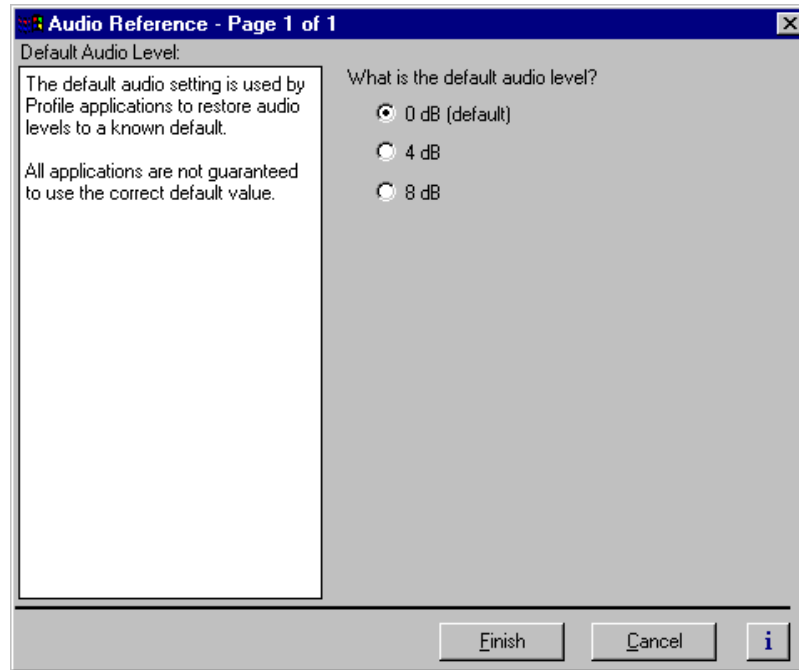 Audio Reference - Page 1 of 1
Default Audio Level:
The default audio setting is used by
Profile applications to restore audio
levels to a known default.
All applications are not guaranteed
to use the correct default value.
What is the default audio level?
0 dB (default)
4 dB
8 dB
Finish
Cancel
i